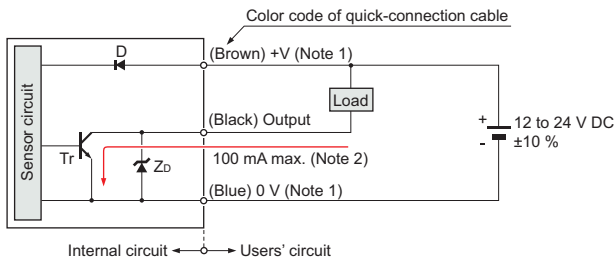 Color code of quick-connection cable
D
(Brown) +V (Note 1)
Sensor circuit
Load
(Black) Output
+
-
12 to 24 V DC
±10 %
Tr
ZD
100 mA max. (Note 2)
(Blue) 0 V (Note 1)
Internal circuit
Users' circuit